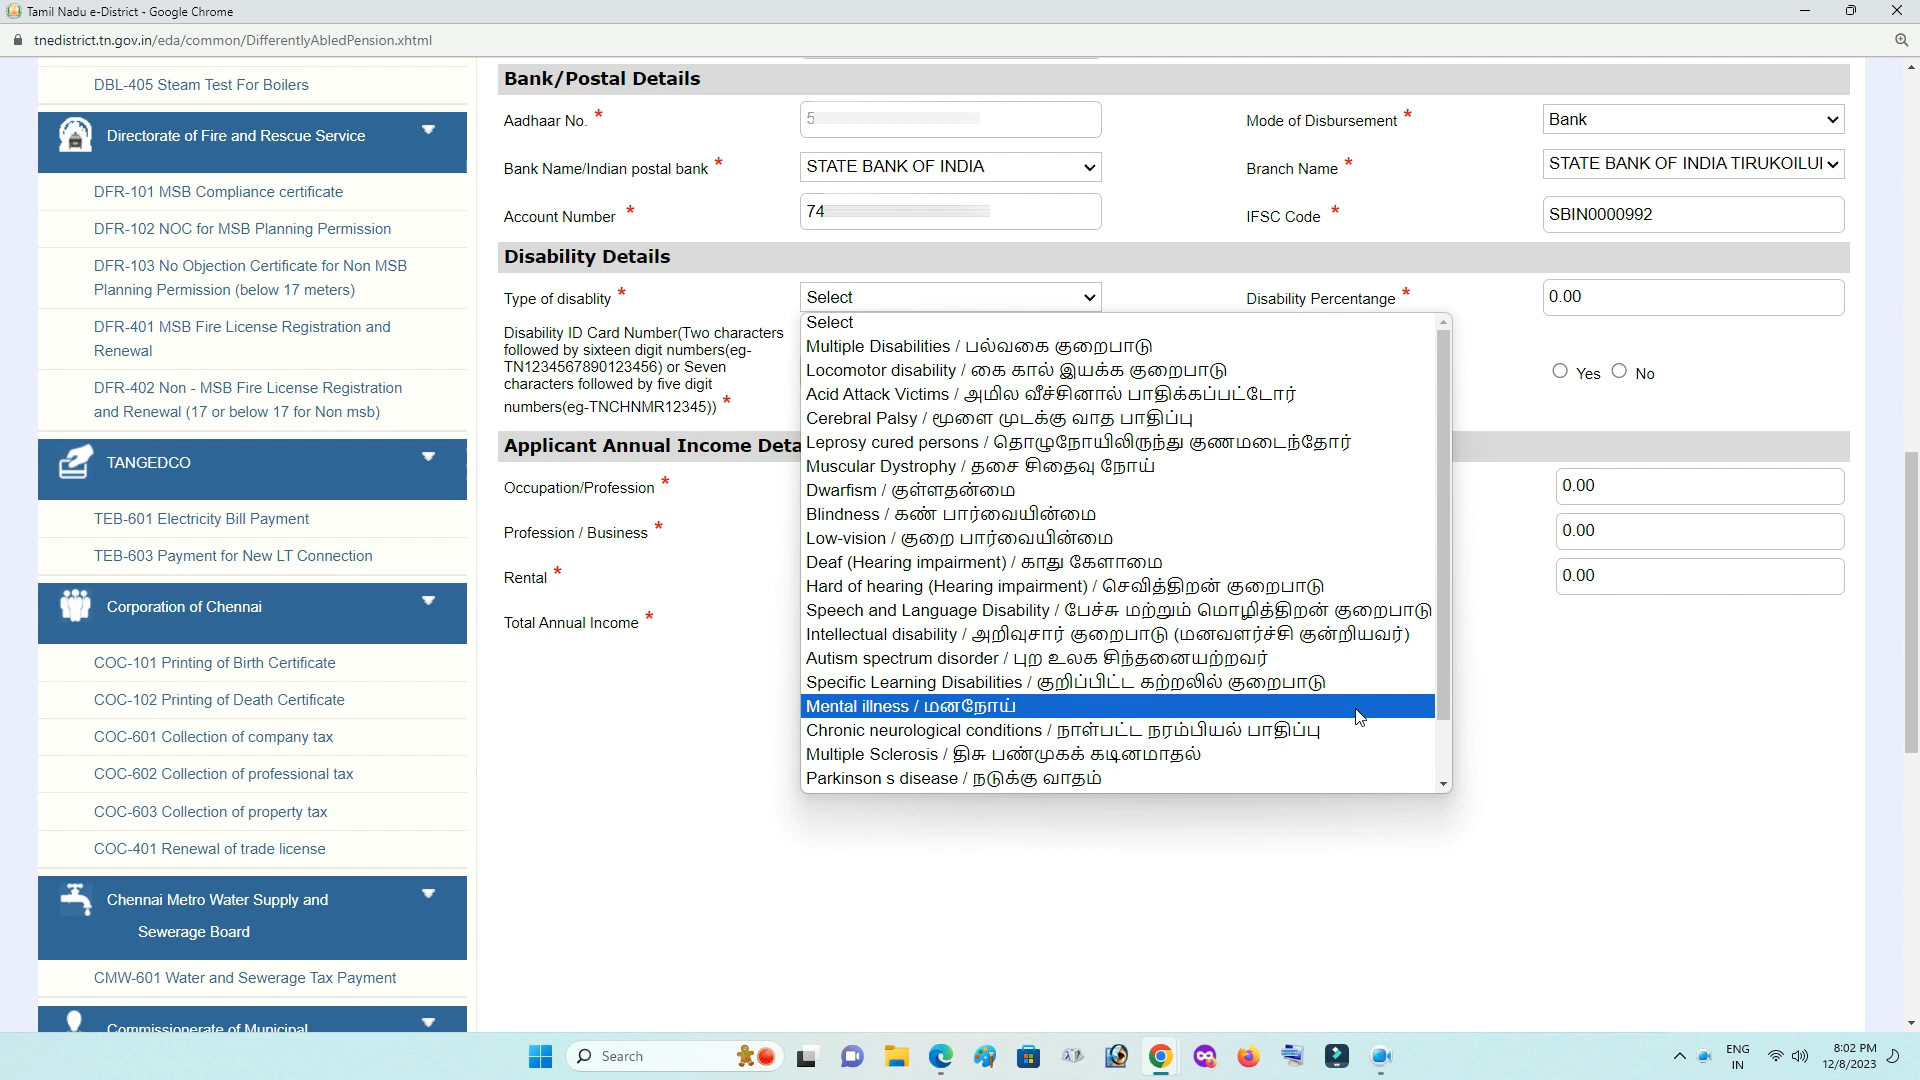 Tamil Nadu e-District - Google Chrome
tnedistrict.tn.gov.in/eda/common/DifferentlyAbledPension.xhtml
DBL-405 Steam Test For Boilers
Directorate of Fire and Rescue Service
DFR-101 MSB Compliance certificate
DFR-102 NOC for MSB Planning Permission
DFR-103 No Objection Certificate for Non MSB
Planning Permission (below 17 meters)
DFR-401 MSB Fire License Registration and
Renewal
DFR-402 Non - MSB Fire License Registration
and Renewal (17 or below 17 for Non msb)
TANGEDCO
TEB-601 Electricity Bill Payment
TEB-603 Payment for New LT Connection
Corporation of Chennai
COC-101 Printing of Birth Certificate
COC-102 Printing of Death Certificate
COC-601 Collection of company tax
COC-602 Collection of professional tax
COC-603 Collection of property tax
COC-401 Renewal of trade license
Chennai Metro Water Supply and
Sewerage Board
CMW-601 Water and Sewerage Tax Payment
Commissionerate of Municipal
Bank/Postal Details
Aadhaar No. * 5 Mode of Disbursement * Bank
Bank Name/Indian postal bank * STATE BANK OF INDIA Branch Name * STATE BANK OF INDIA TIRUKOILUI
Account Number * 74 IFSC Code * SBIN0000992
Disability Details
Type of disablity * Select Disability Percentange * 0.00
Disability ID Card Number(Two characters
followed by sixteen digit numbers(eg-
TN1234567890123456) or Seven
characters followed by five digit
numbers(eg-TNCHNMR12345)) *
Yes No
Select
Multiple Disabilities / பல்வகை குறைபாடு
Locomotor disability / கை கால் இயக்க குறைபாடு
Acid Attack Victims / அமில வீச்சினால் பாதிக்கப்பட்டோர்
Cerebral Palsy / மூளை முடக்கு வாத பாதிப்பு
Leprosy cured persons / தொழுநோயிலிருந்து குணமடைந்தோர்
Muscular Dystrophy / தசை சிதைவு நோய்
Dwarfism / குள்ளதன்மை
Blindness / கண் பார்வையின்மை
Low-vision / குறை பார்வையின்மை
Deaf (Hearing impairment) / காது கேளாமை
Hard of hearing (Hearing impairment) / செவித்திறன் குறைபாடு
Speech and Language Disability / பேச்சு மற்றும் மொழித்திறன் குறைபாடு
Intellectual disability / அறிவுசார் குறைபாடு (மனவளர்ச்சி குன்றியவர்)
Autism spectrum disorder / புற உலக சிந்தனையற்றவர்
Specific Learning Disabilities / குறிப்பிட்ட கற்றலில் குறைபாடு
Mental illness / மனநோய்
Chronic neurological conditions / நாள்பட்ட நரம்பியல் பாதிப்பு
Multiple Sclerosis / திசு பண்முகக் கடினமாதல்
Parkinson s disease / நடுக்கு வாதம்
Applicant Annual Income Deta
Occupation/Profession * 0.00
Profession / Business * 0.00
Rental * 0.00
Total Annual Income *
Search
ENG
IN
8:02 PM
12/8/2023